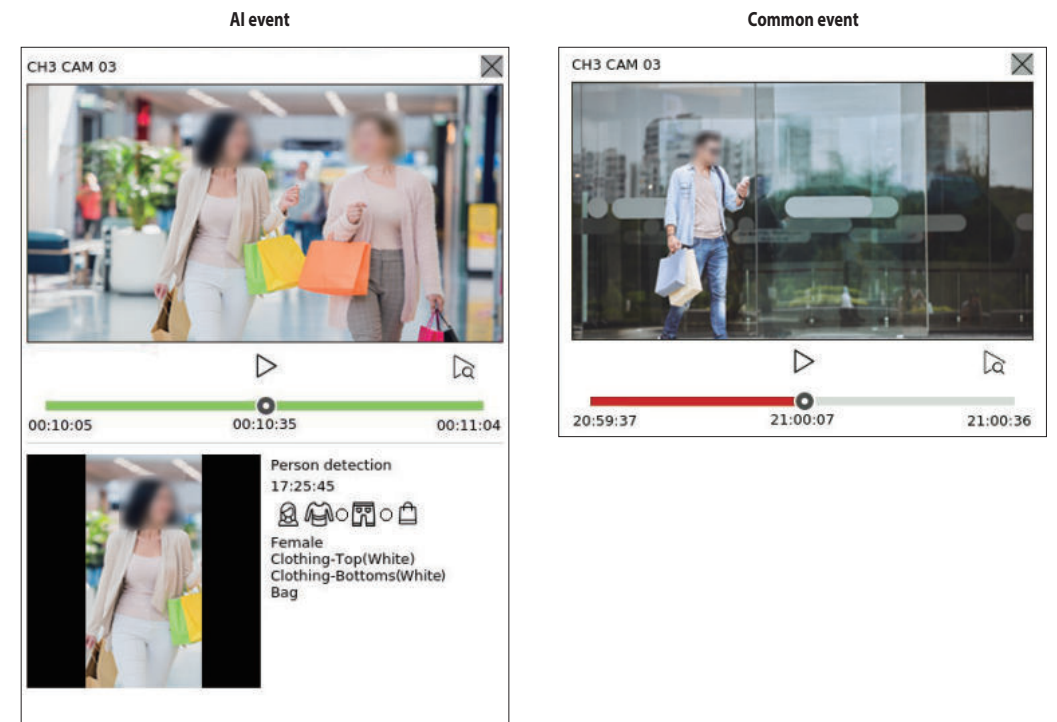 AI event
CH3 CAM 03
00:10:05
00:10:35
00:11:04
Person detection
17:25:45
Female
Clothing-Top(White)
Clothing-Bottoms(White)
Bag
Common event
CH3 CAM 03
20:59:37
21:00:07
21:00:36